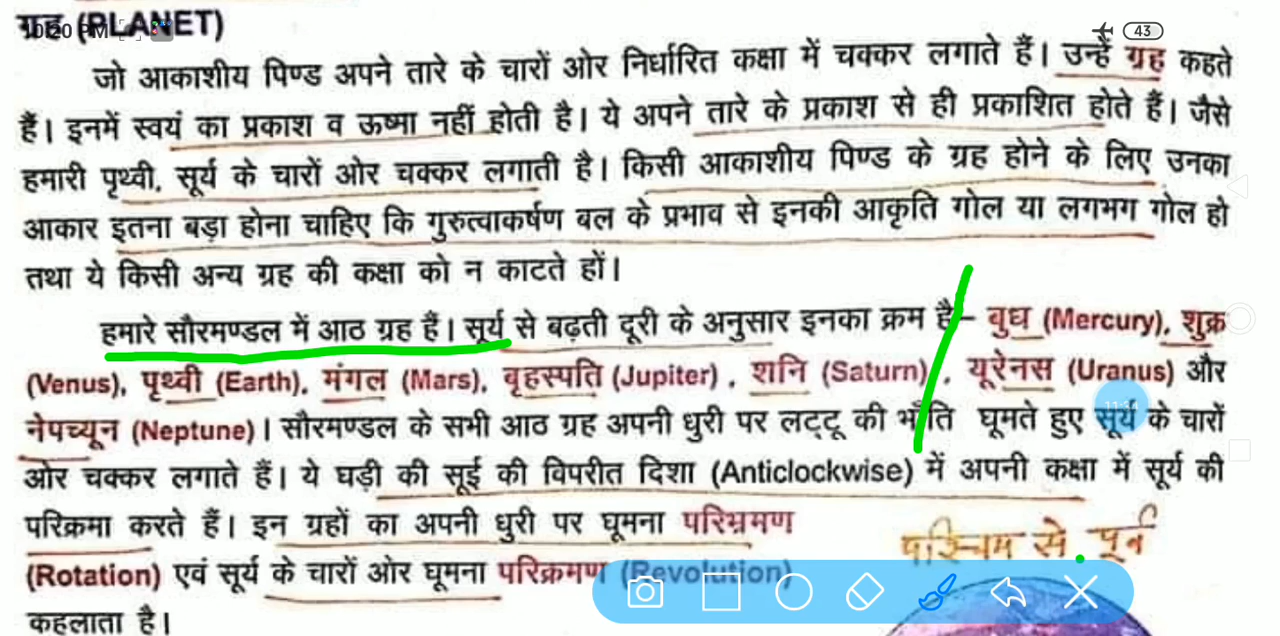 ग्रह (PLANET)
10:20 PM
43
जो आकाशीय पिण्ड अपने तारे के चारों ओर निर्धारित कक्षा में चक्कर लगाते हैं। उन्हें ग्रह कहते
हैं। इनमें स्वयं का प्रकाश व ऊष्मा नहीं होती है। ये अपने तारे के प्रकाश से ही प्रकाशित होते हैं। जैसे
हमारी पृथ्वी, सूर्य के चारों ओर चक्कर लगाती है। किसी आकाशीय पिण्ड के ग्रह होने के लिए उनका
आकार इतना बड़ा होना चाहिए कि गुरुत्वाकर्षण बल के प्रभाव से इनकी आकृति गोल या लगभग गोल हो
तथा ये किसी अन्य ग्रह की कक्षा को न काटते हों।
हमारे सौरमण्डल में आठ ग्रह हैं। सूर्य से बढ़ती दूरी के अनुसार इनका क्रम है– बुध (Mercury), शुक्र
(Venus), पृथ्वी (Earth), मंगल (Mars), बृहस्पति (Jupiter) , शनि (Saturn) , यूरेनस (Uranus) और
नेपच्यून (Neptune)। सौरमण्डल के सभी आठ ग्रह अपनी धुरी पर लट्टू की भाँति घूमते हुए सूर्य के चारों
ओर चक्कर लगाते हैं। ये घड़ी की सूई की विपरीत दिशा (Anticlockwise) में अपनी कक्षा में सूर्य की
परिक्रमा करते हैं। इन ग्रहों का अपनी धुरी पर घूमना परिभ्रमण
पश्चिम से पूर्व
(Rotation) एवं सूर्य के चारों ओर घूमना परिक्रमण (Revolution)
कहलाता है।